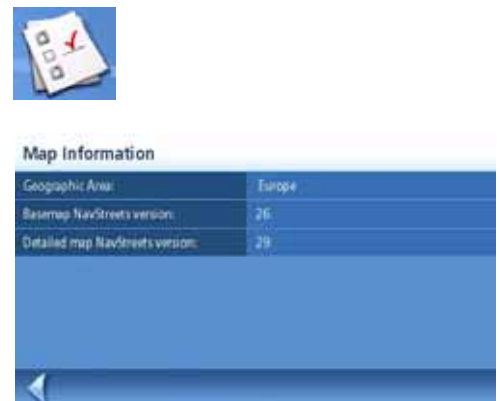 Map Information
Geographic Area: Europe
Basemap NavStreets version: 26
Detailed map NavStreets version: 29